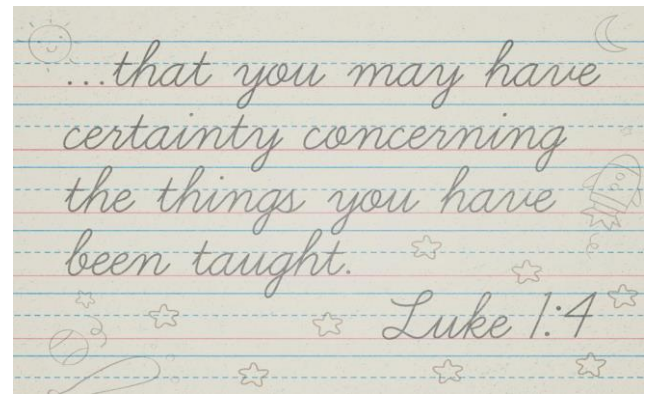 ...that you may have
certainty concerning
the things you have
been taught.
Luke 1:4